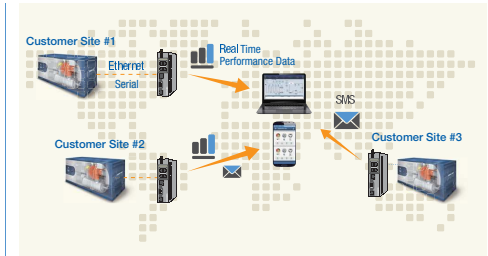 Customer Site #1
Ethernet
Serial
Real Time
Performance Data
SMS
Customer Site #2
Customer Site #3